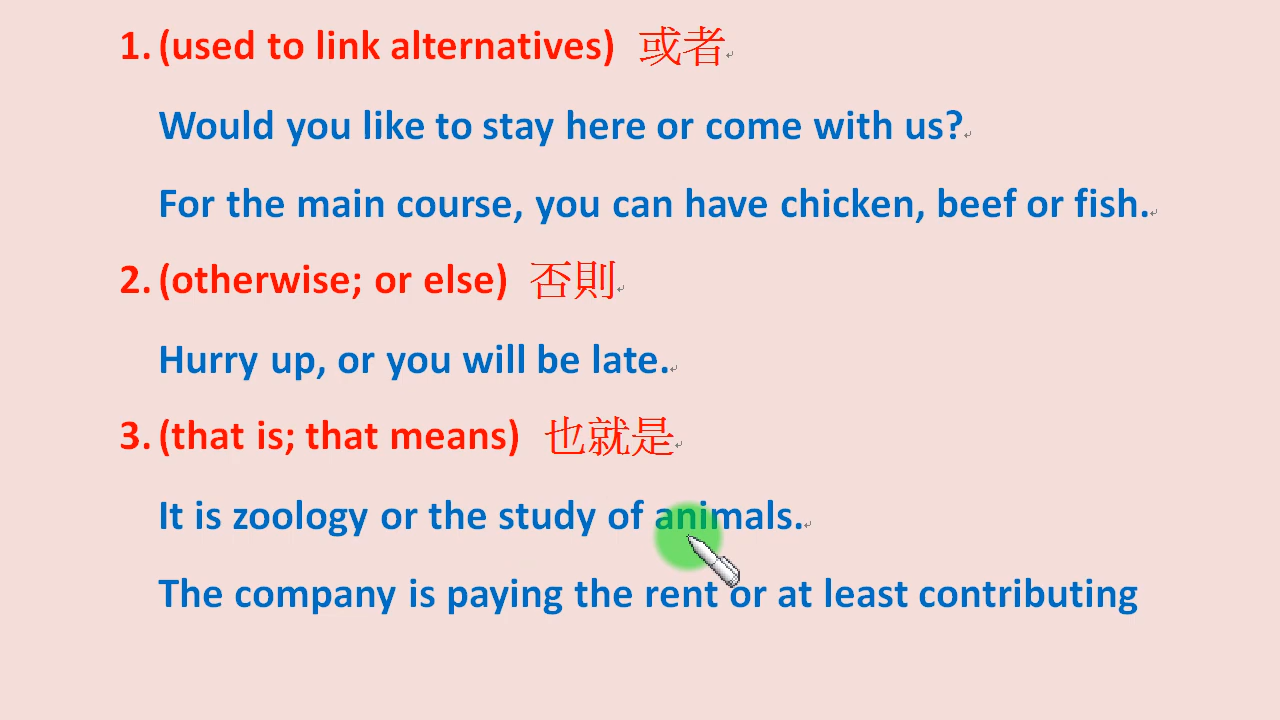 1. (used to link alternatives) 或者
Would you like to stay here or come with us?
For the main course, you can have chicken, beef or fish.
2. (otherwise; or else) 否則
Hurry up, or you will be late.
3. (that is; that means) 也就是
It is zoology or the study of animals.
The company is paying the rent or at least contributing